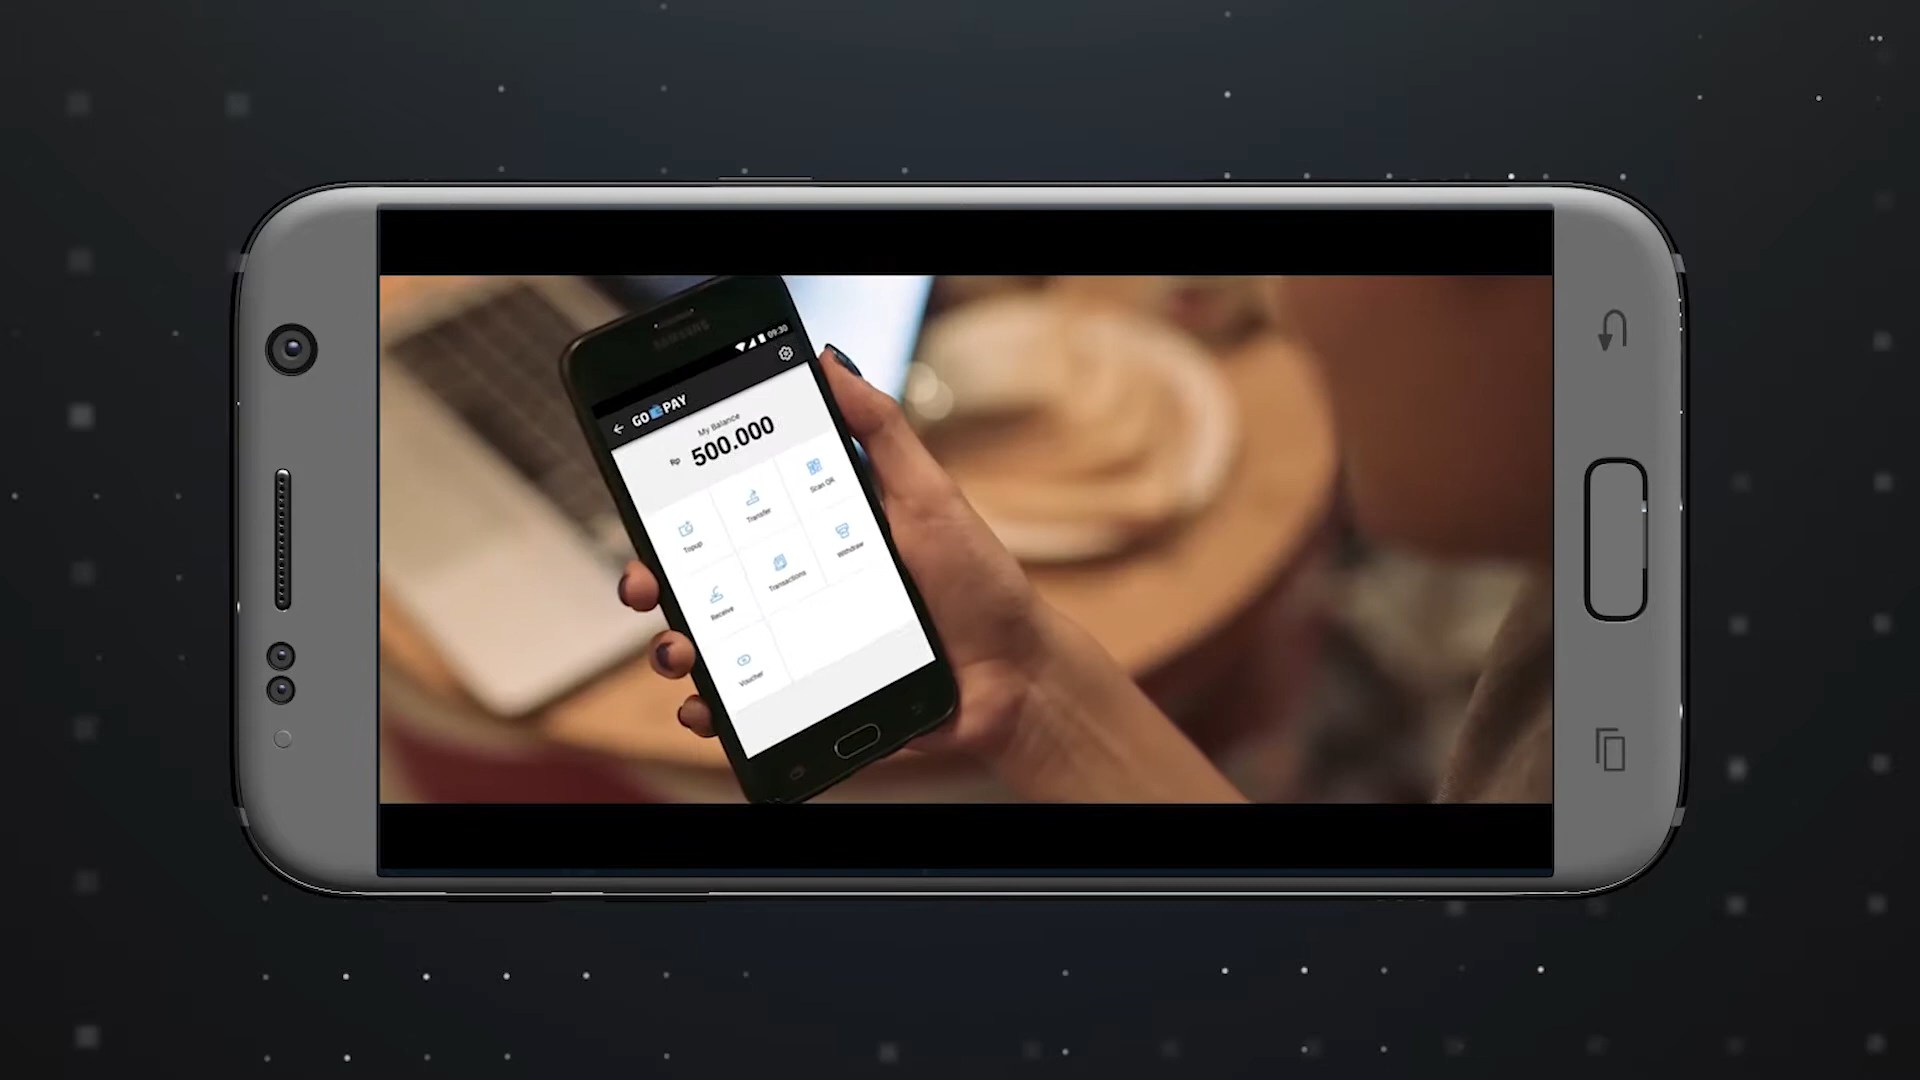 SAMSUNG
09:30
GO PAY
My Balance
Rp 500.000
Topup
Transfer
Scan QR
Receive
Transactions
Withdraw
Voucher